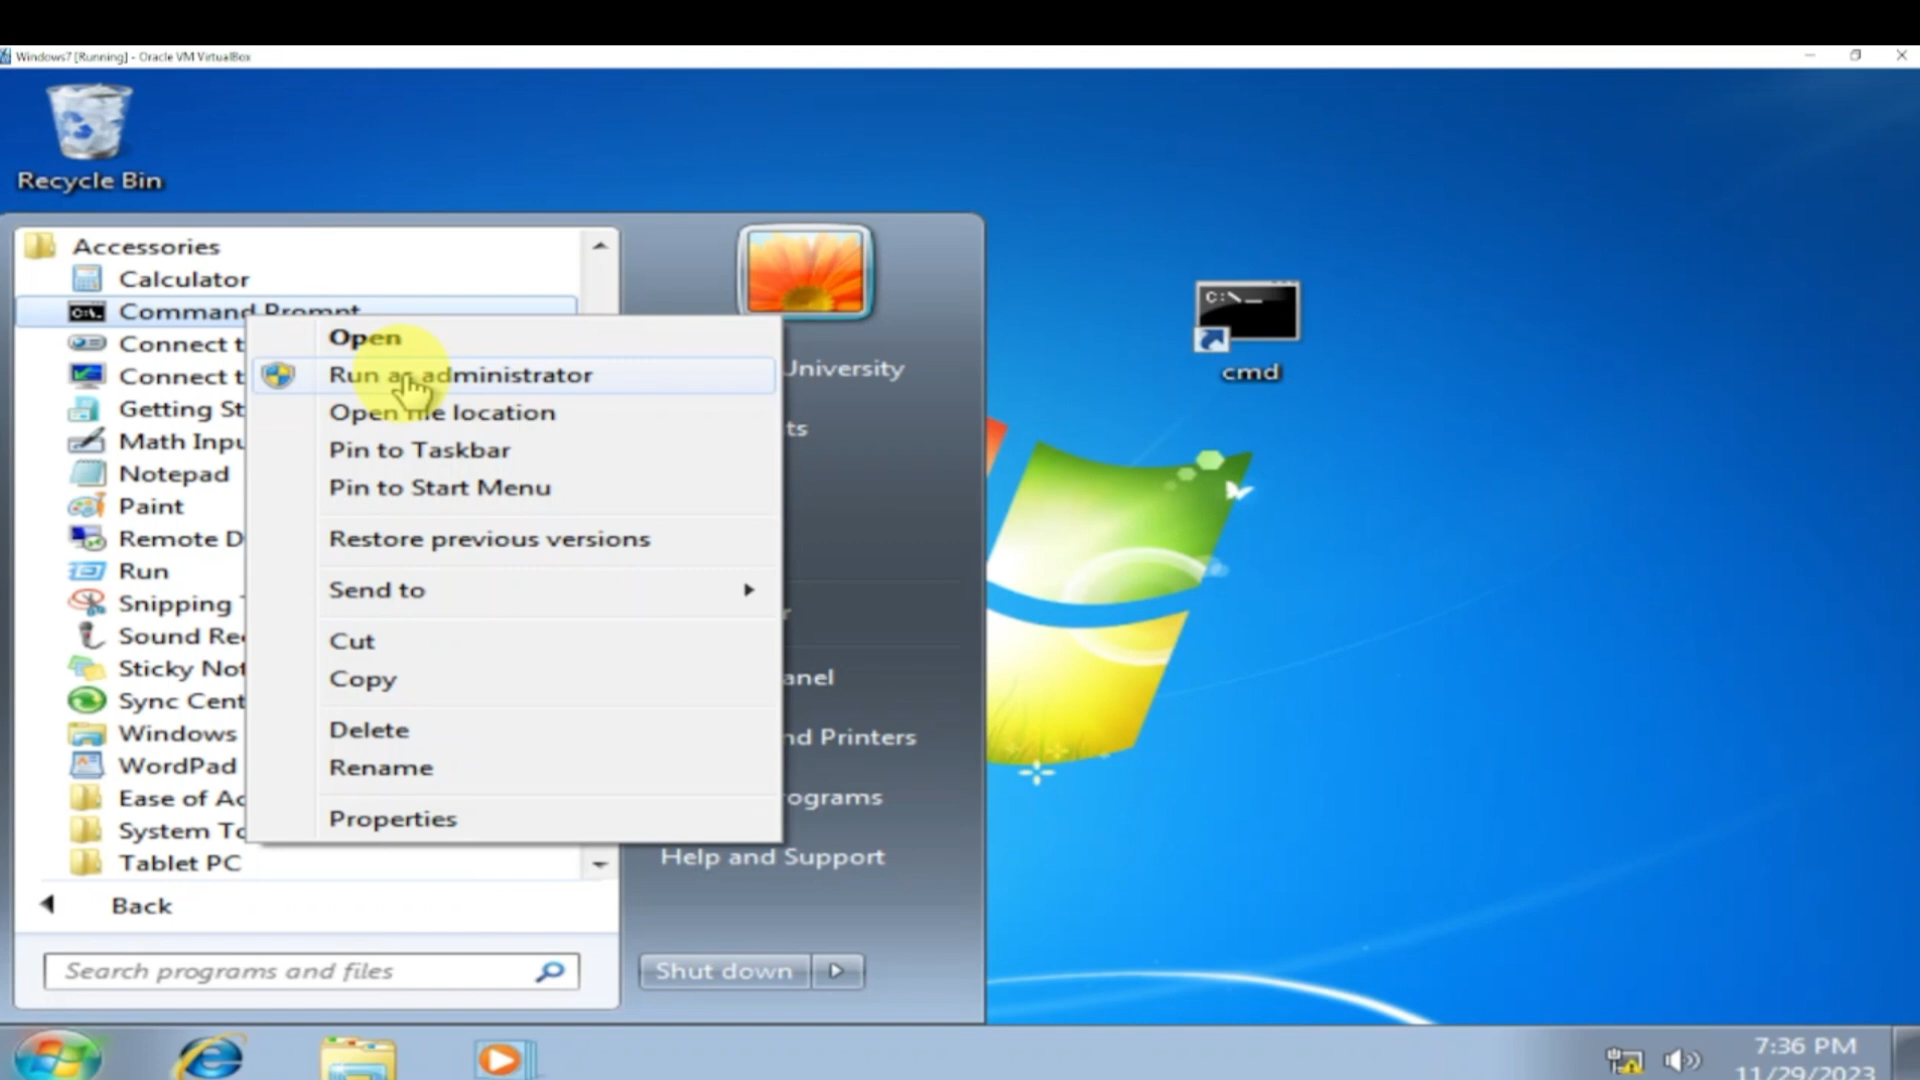 Windows7 [Running] - Oracle VM VirtualBox
Recycle Bin
Accessories
Calculator
Command Prompt
Connect t
Connect t
Getting St
Math Inpu
Notepad
Paint
Remote D
Run
Snipping
Sound Re
Sticky Not
Sync Cent
Windows
WordPad
Ease of Ac
System To
Tablet PC
Back
Search programs and files
Open
Run as administrator
Open file location
Pin to Taskbar
Pin to Start Menu
Restore previous versions
Send to
Cut
Copy
Delete
Rename
Properties
University
ts
anel
nd Printers
ograms
Help and Support
Shut down
C:\
cmd
7:36 PM
11/29/2023